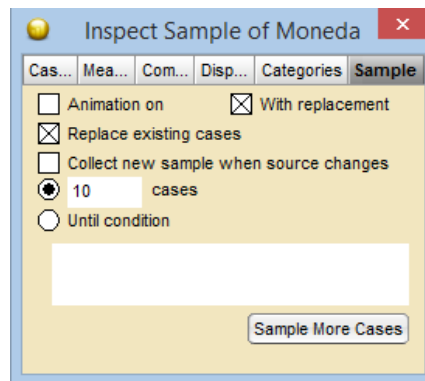 Inspect Sample of Moneda
Cas... Mea... Com... Disp... Categories Sample
Animation on With replacement
Replace existing cases
Collect new sample when source changes
10 cases
Until condition
Sample More Cases